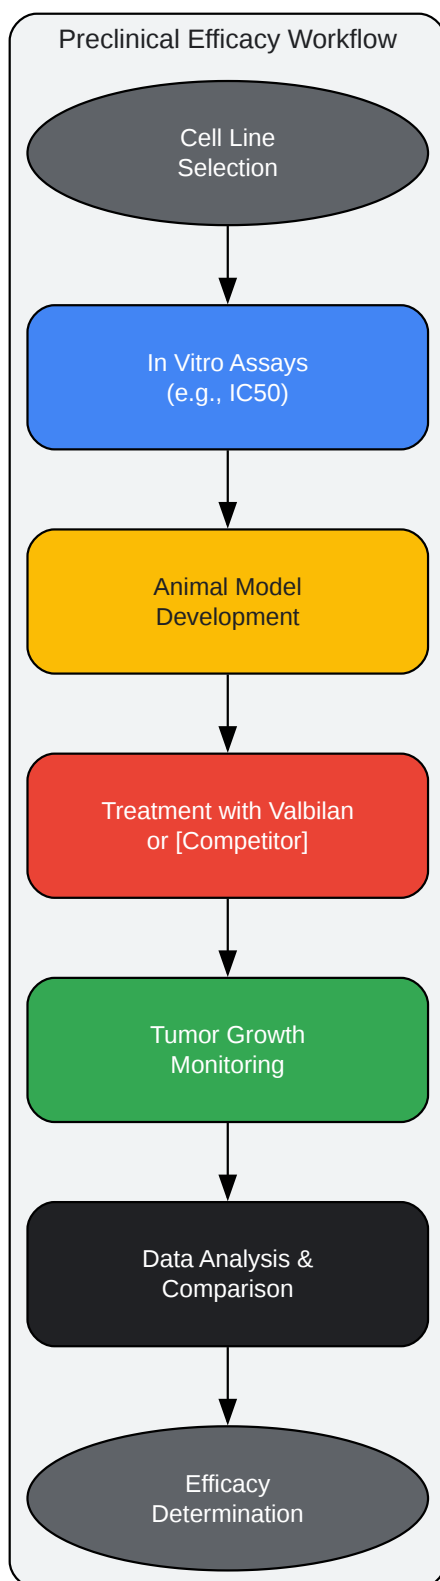 Preclinical Efficacy Workflow
Cell Line
Selection
In Vitro Assays
(e.g., IC50)
Animal Model
Development
Treatment with Valbilan
or [Competitor]
Tumor Growth
Monitoring
Data Analysis &
Comparison
Efficacy
Determination